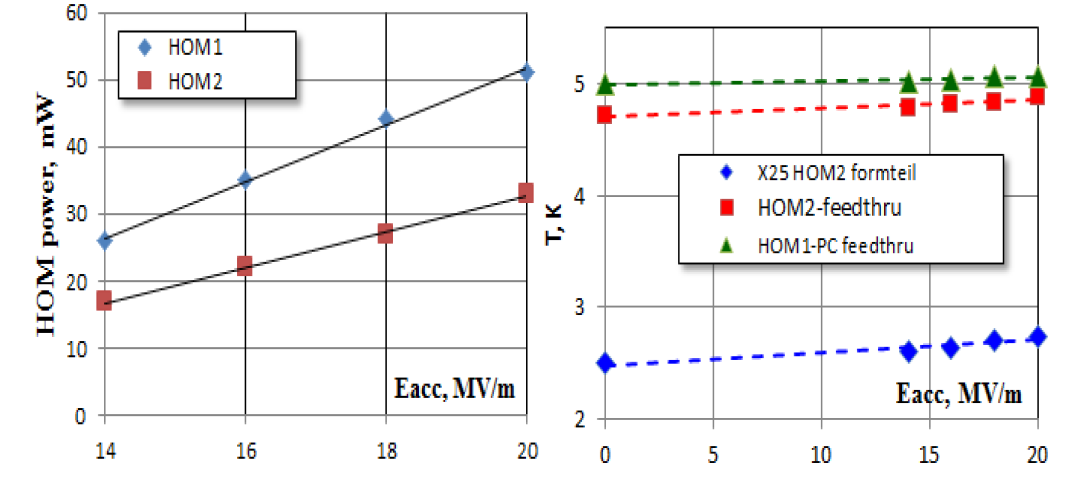 60
50
40
30
20
10
0
HOM power, mW
HOM1
HOM2
Eacc, MV/m
14 16 18 20
5
4
3
2
T, K
X25 HOM2 formteil
HOM2-feedthru
HOM1-PC feedthru
Eacc, MV/m
0 5 10 15 20